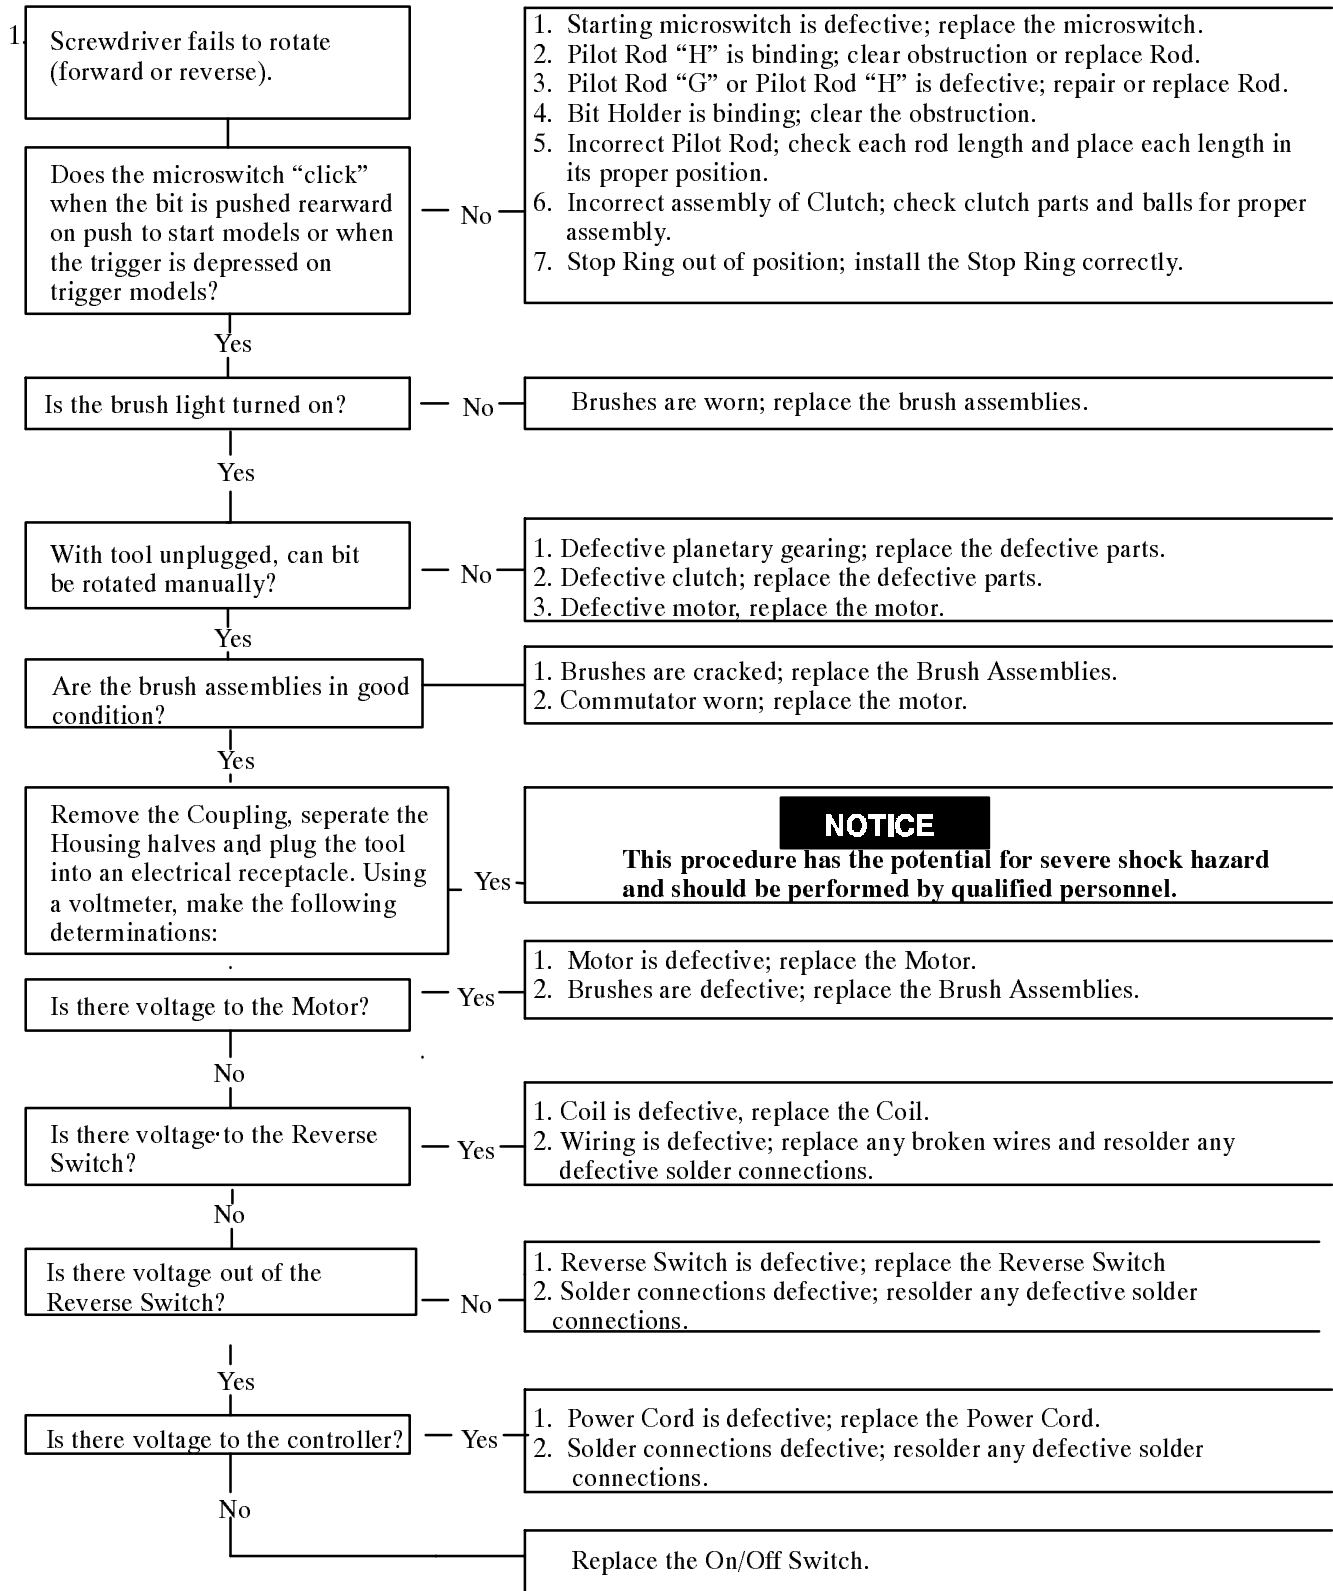 1.
Screwdriver fails to rotate
(forward or reverse).
1. Starting microswitch is defective; replace the microswitch.
2. Pilot Rod “H” is binding; clear obstruction or replace Rod.
3. Pilot Rod “G” or Pilot Rod “H” is defective; repair or replace Rod.
4. Bit Holder is binding; clear the obstruction.
5. Incorrect Pilot Rod; check each rod length and place each length in
its proper position.
6. Incorrect assembly of Clutch; check clutch parts and balls for proper
assembly.
7. Stop Ring out of position; install the Stop Ring correctly.
Does the microswitch “click”
when the bit is pushed rearward
on push to start models or when
the trigger is depressed on
trigger models?
No
Yes
Is the brush light turned on?
No
Brushes are worn; replace the brush assemblies.
Yes
With tool unplugged, can bit
be rotated manually?
No
1. Defective planetary gearing; replace the defective parts.
2. Defective clutch; replace the defective parts.
3. Defective motor, replace the motor.
Yes
Are the brush assemblies in good
condition?
1. Brushes are cracked; replace the Brush Assemblies.
2. Commutator worn; replace the motor.
Yes
Remove the Coupling, seperate the
Housing halves and plug the tool
into an electrical receptacle. Using
a voltmeter, make the following
determinations:
Yes
NOTICE
This procedure has the potential for severe shock hazard
and should be performed by qualified personnel.
Is there voltage to the Motor?
Yes
1. Motor is defective; replace the Motor.
2. Brushes are defective; replace the Brush Assemblies.
No
Is there voltage to the Reverse
Switch?
Yes
1. Coil is defective, replace the Coil.
2. Wiring is defective; replace any broken wires and resolder any
defective solder connections.
No
Is there voltage out of the
Reverse Switch?
No
1. Reverse Switch is defective; replace the Reverse Switch
2. Solder connections defective; resolder any defective solder
connections.
Yes
Is there voltage to the controller?
Yes
1. Power Cord is defective; replace the Power Cord.
2. Solder connections defective; resolder any defective solder
connections.
No
Replace the On/Off Switch.